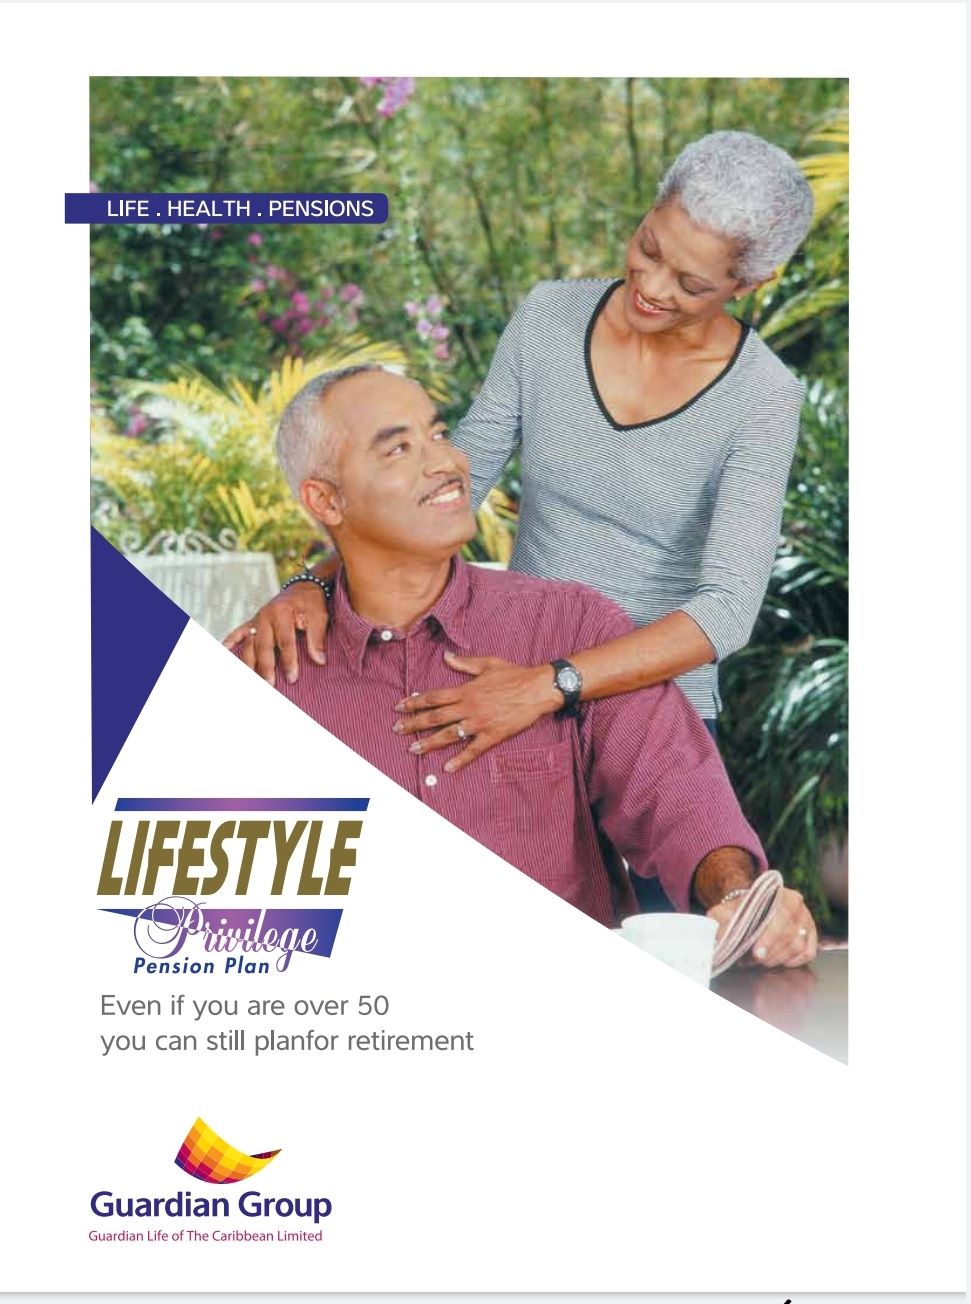 LIFE . HEALTH . PENSIONS
LIFESTYLE
Privilege
Pension Plan
Even if you are over 50
you can still planfor retirement
Guardian Group
Guardian Life of The Caribbean Limited